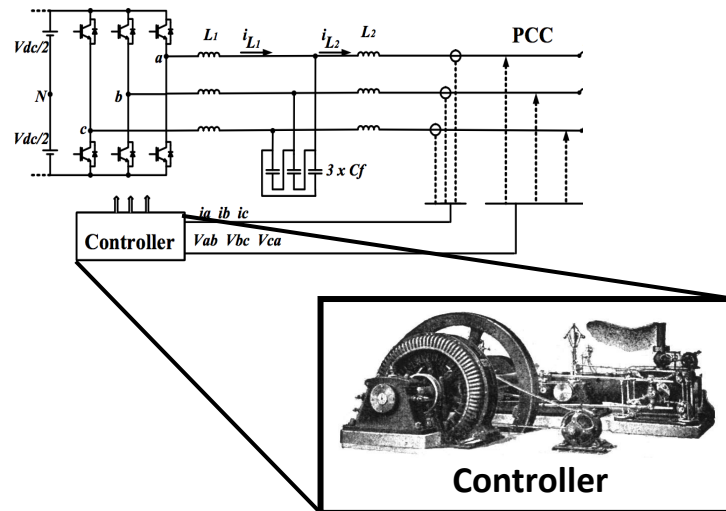 L1 iL1 iL2 L2 PCC
Vdc/2
a
N b
Vdc/2 c
3 x Cf
ia ib ic
Controller
Vab Vbc Vca
Controller